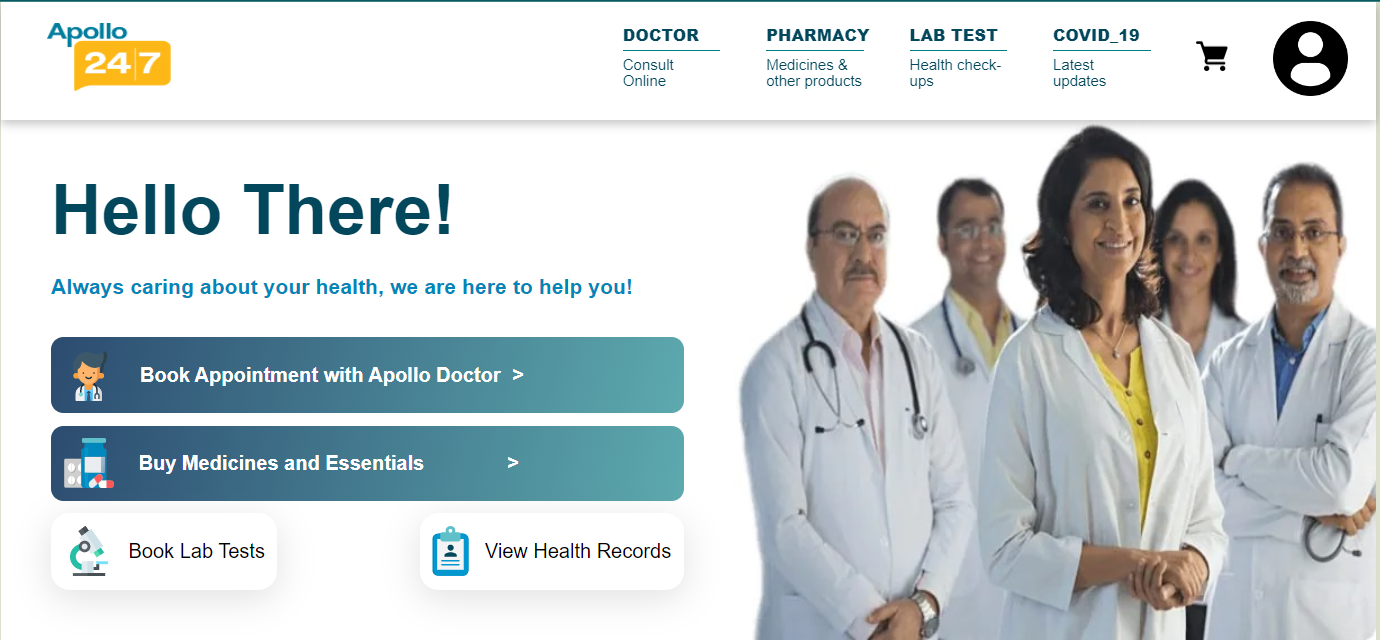 Apollo
24|7
DOCTOR
Consult
Online
PHARMACY
Medicines &
other products
LAB TEST
Health check-
ups
COVID_19
Latest
updates
Hello There!
Always caring about your health, we are here to help you!
Book Appointment with Apollo Doctor >
Buy Medicines and Essentials >
Book Lab Tests
View Health Records